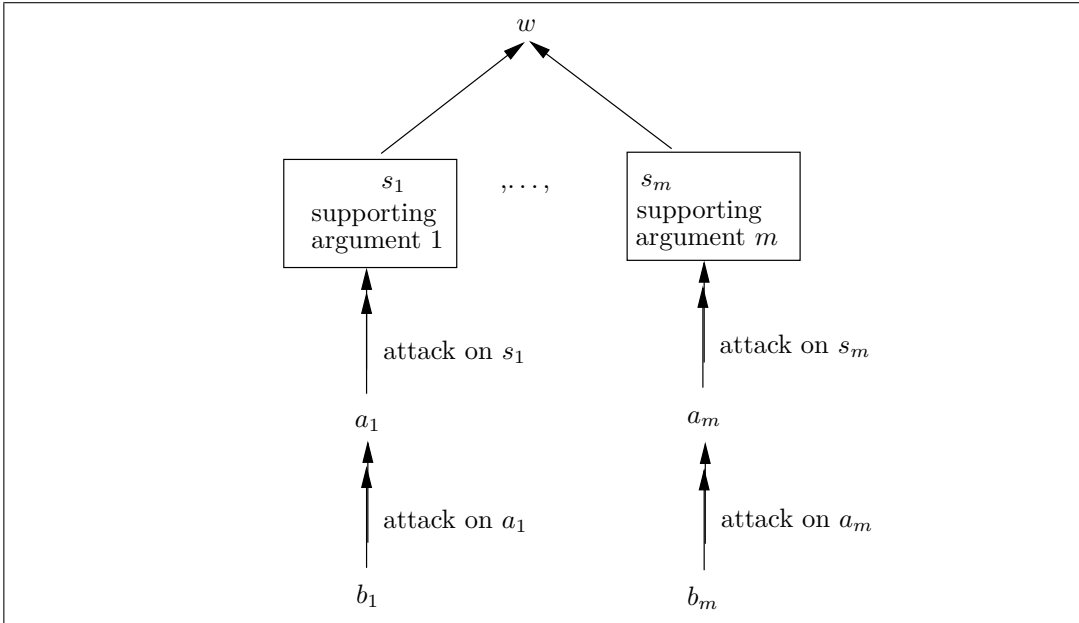 w
s₁
supporting
argument 1
,...,
sₘ
supporting
argument m
attack on s₁
attack on sₘ
a₁
aₘ
attack on a₁
attack on aₘ
b₁
bₘ